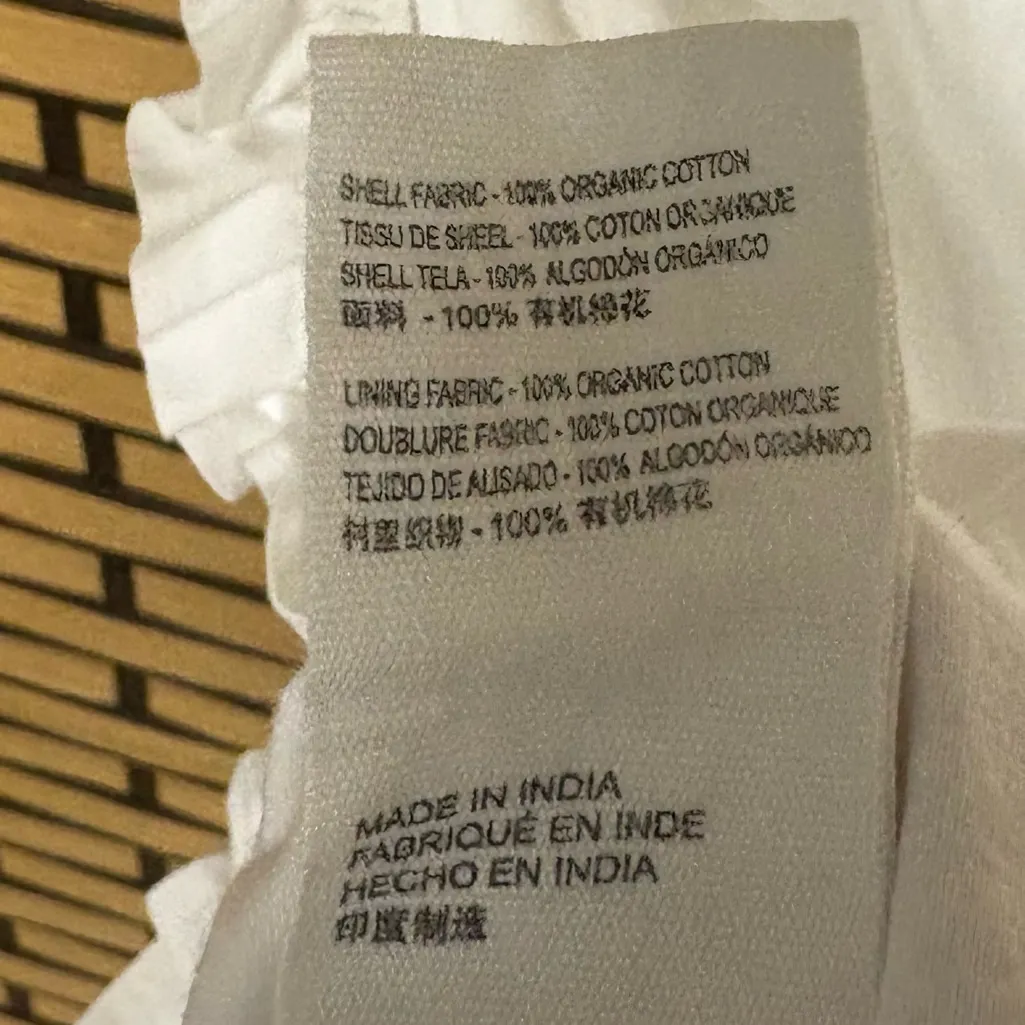 SHELL FABRIC - 100% ORGANIC COTTON
TISSU DE SHEEL - 100% COTON ORGANIQUE
SHELL TELA - 100% ALGODÓN ORGÁNICO
面料 - 100% 有机棉花
LINING FABRIC - 100% ORGANIC COTTON
DOUBLURE FABRIC - 100% COTON ORGANIQUE
TEJIDO DE ALISADO - 100% ALGODÓN ORGÁNICO
衬里织物 - 100% 有机棉花
MADE IN INDIA
FABRIQUÉ EN INDE
HECHO EN INDIA
印度制造